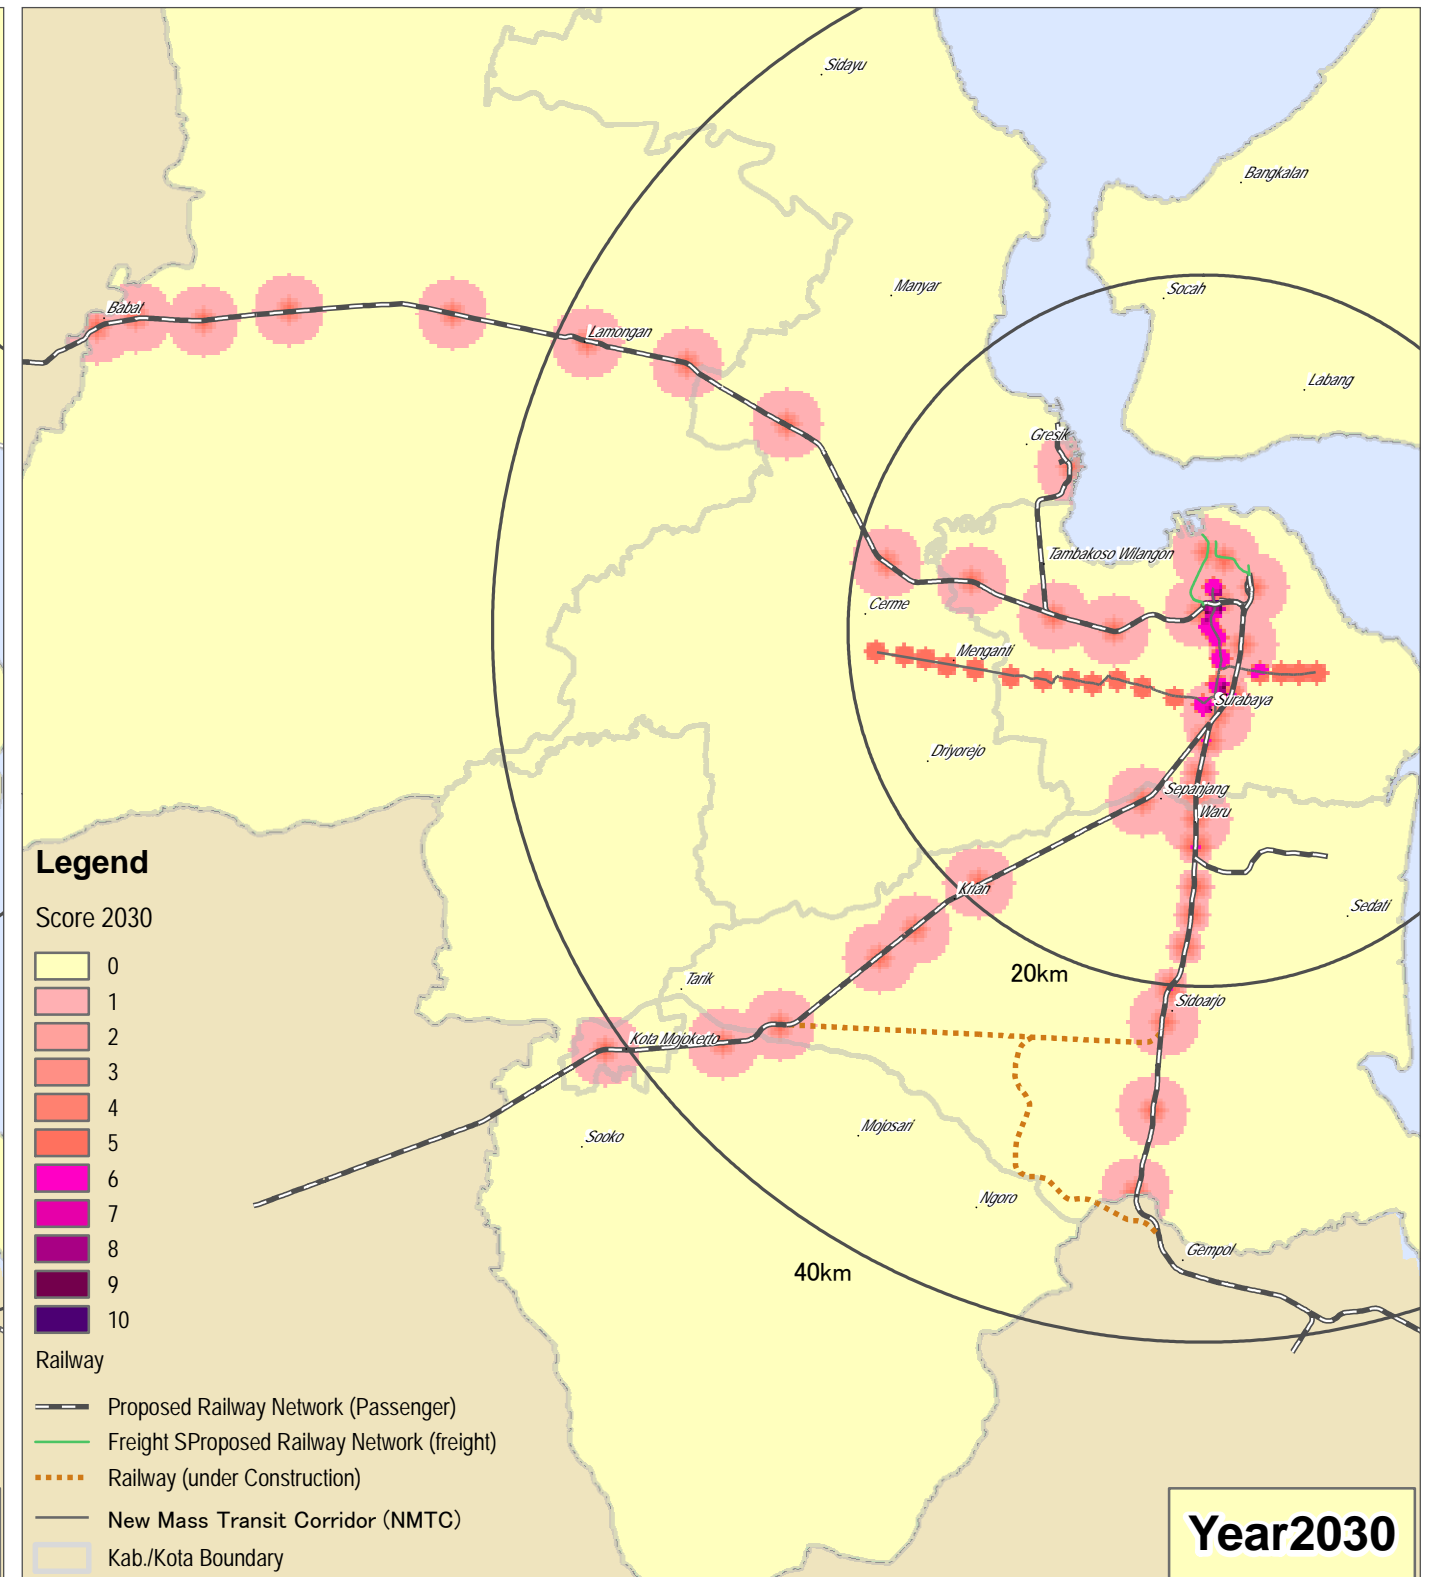 Sidayu
Bangkalan
Manyar
Socah
Babat
Lamongan
Labang
Gresik
Tambakoso Wilangon
Cerme
Menganti
Surabaya
Driyorejo
Sepanjang
Waru
Krian
Sedati
20km
Tarik
Sidoarjo
Kota Mojokerto
Mojosari
Sooko
Ngoro
Gempol
40km
Legend
Score 2030
0
1
2
3
4
5
6
7
8
9
10
Railway
Proposed Railway Network (Passenger)
Freight SProposed Railway Network (freight)
Railway (under Construction)
New Mass Transit Corridor (NMTC)
Kab./Kota Boundary
Year2030